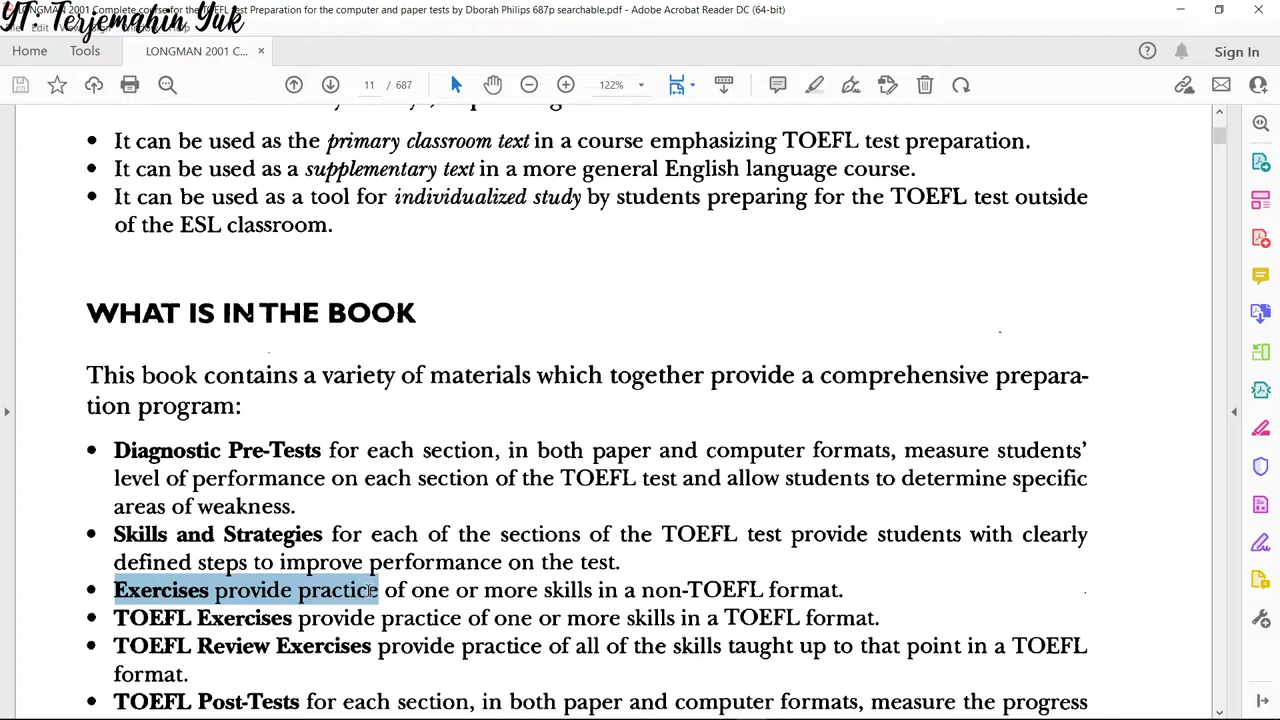 YT: Terjemahin Yuk
LONGMAN 2001 Complete course for the TOEFL Test Preparation for the computer and paper tests by Dborah Philips 687p searchable.pdf - Adobe Acrobat Reader DC (64-bit)
Home Tools LONGMAN 2001 C... × Sign In
11 / 687 122%
It can be used as the primary classroom text in a course emphasizing TOEFL test preparation.
It can be used as a supplementary text in a more general English language course.
It can be used as a tool for individualized study by students preparing for the TOEFL test outside
of the ESL classroom.
WHAT IS IN THE BOOK
This book contains a variety of materials which together provide a comprehensive prepara-
tion program:
Diagnostic Pre-Tests for each section, in both paper and computer formats, measure students’
level of performance on each section of the TOEFL test and allow students to determine specific
areas of weakness.
Skills and Strategies for each of the sections of the TOEFL test provide students with clearly
defined steps to improve performance on the test.
Exercises provide practice of one or more skills in a non-TOEFL format.
TOEFL Exercises provide practice of one or more skills in a TOEFL format.
TOEFL Review Exercises provide practice of all of the skills taught up to that point in a TOEFL
format.
TOEFL Post-Tests for each section, in both paper and computer formats, measure the progress